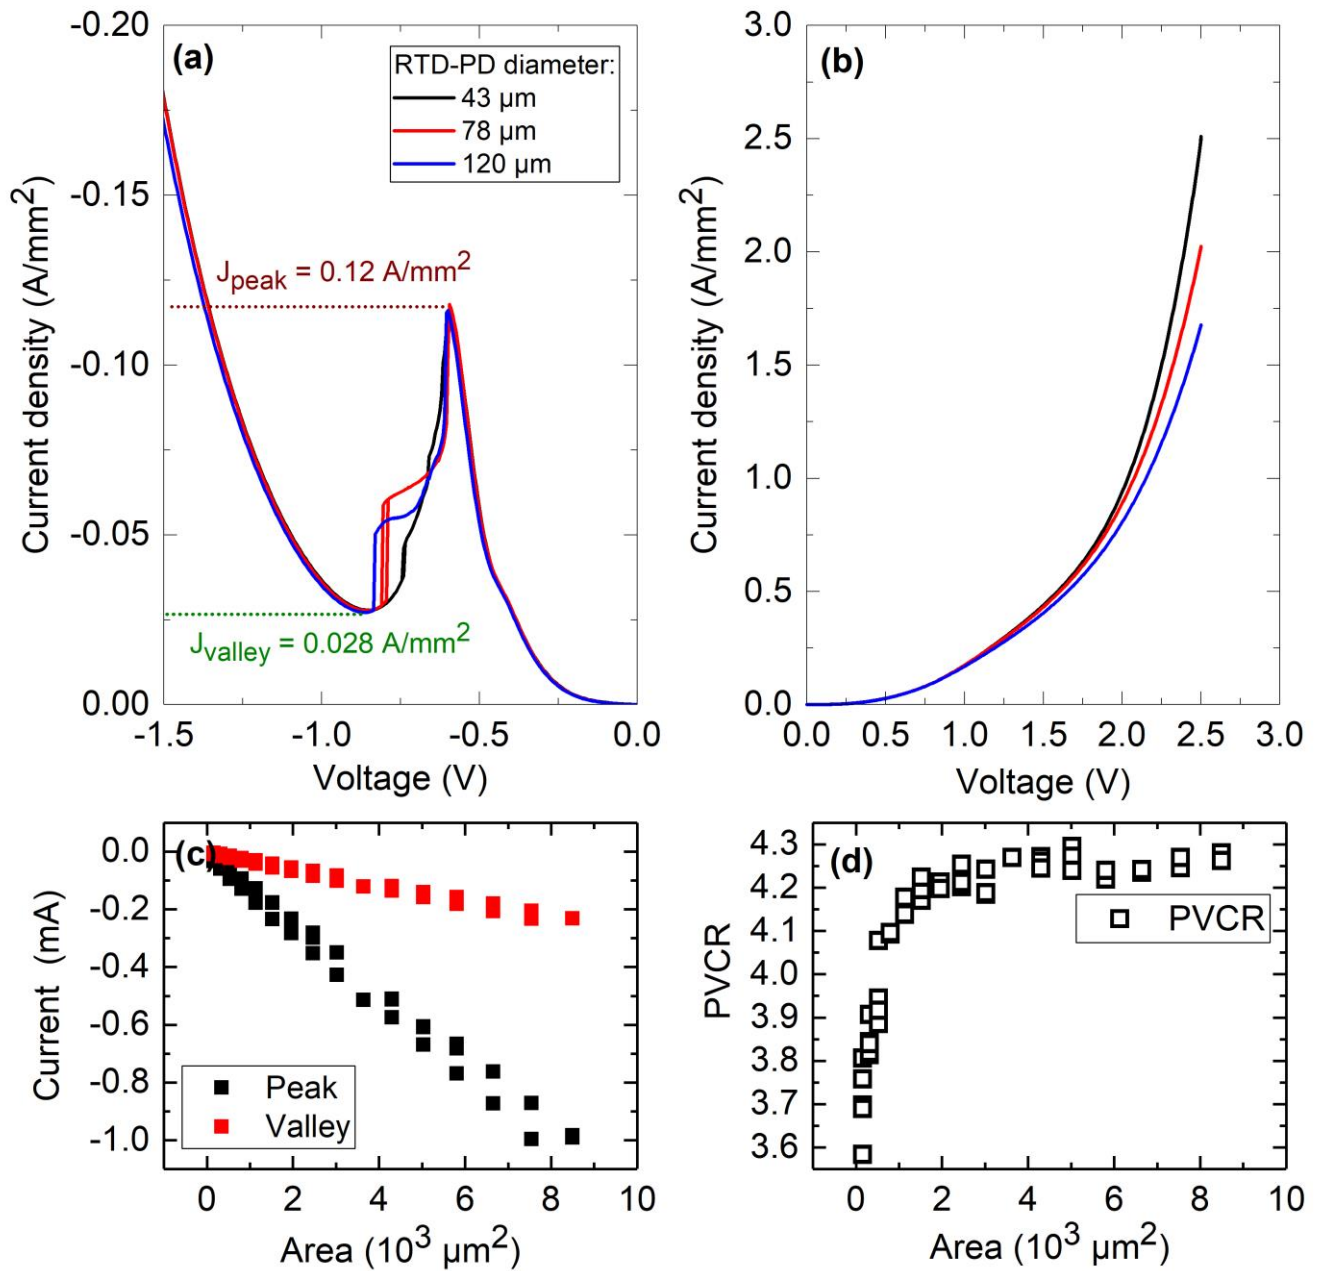 (a)
RTD-PD diameter:
43 µm
78 µm
120 µm
-0.20
-0.15
-0.10
-0.05
0.00
Current density (A/mm²)
J_peak = 0.12 A/mm²
J_valley = 0.028 A/mm²
-1.5 -1.0 -0.5 0.0
Voltage (V)
(b)
3.0
2.5
2.0
1.5
1.0
0.5
0.0
Current density (A/mm²)
0.0 0.5 1.0 1.5 2.0 2.5 3.0
Voltage (V)
(c)
0.0
-0.2
-0.4
-0.6
-0.8
-1.0
Current (mA)
Peak
Valley
0 2 4 6 8 10
Area (10³ µm²)
(d)
4.3
4.2
4.1
4.0
3.9
3.8
3.7
3.6
PVCR
PVCR
0 2 4 6 8 10
Area (10³ µm²)